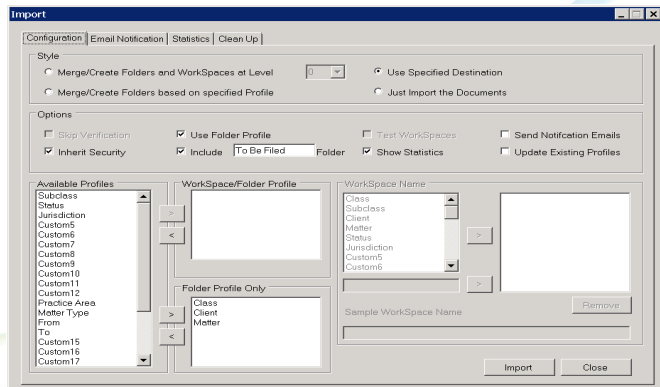 Import
Configuration Email Notification Statistics Clean Up
Style
Merge/Create Folders and WorkSpaces at Level 0 Use Specified Destination
Merge/Create Folders based on specified Profile Just Import the Documents
Options
Skip Verification Use Folder Profile Test WorkSpaces Send Notifcation Emails
Inherit Security Include To Be Filed Folder Show Statistics Update Existing Profiles
Available Profiles
Subclass
Status
Jurisdiction
Custom5
Custom6
Custom7
Custom8
Custom9
Custom10
Custom11
Custom12
Practice Area
Matter Type
From
To
Custom15
Custom16
Custom17
>
<
WorkSpace/Folder Profile
>
<
Folder Profile Only
Class
Client
Matter
WorkSpace Name
Class
Subclass
Client
Matter
Status
Jurisdiction
Custom5
Custom6
>
>
Remove
Sample WorkSpace Name
Import Close